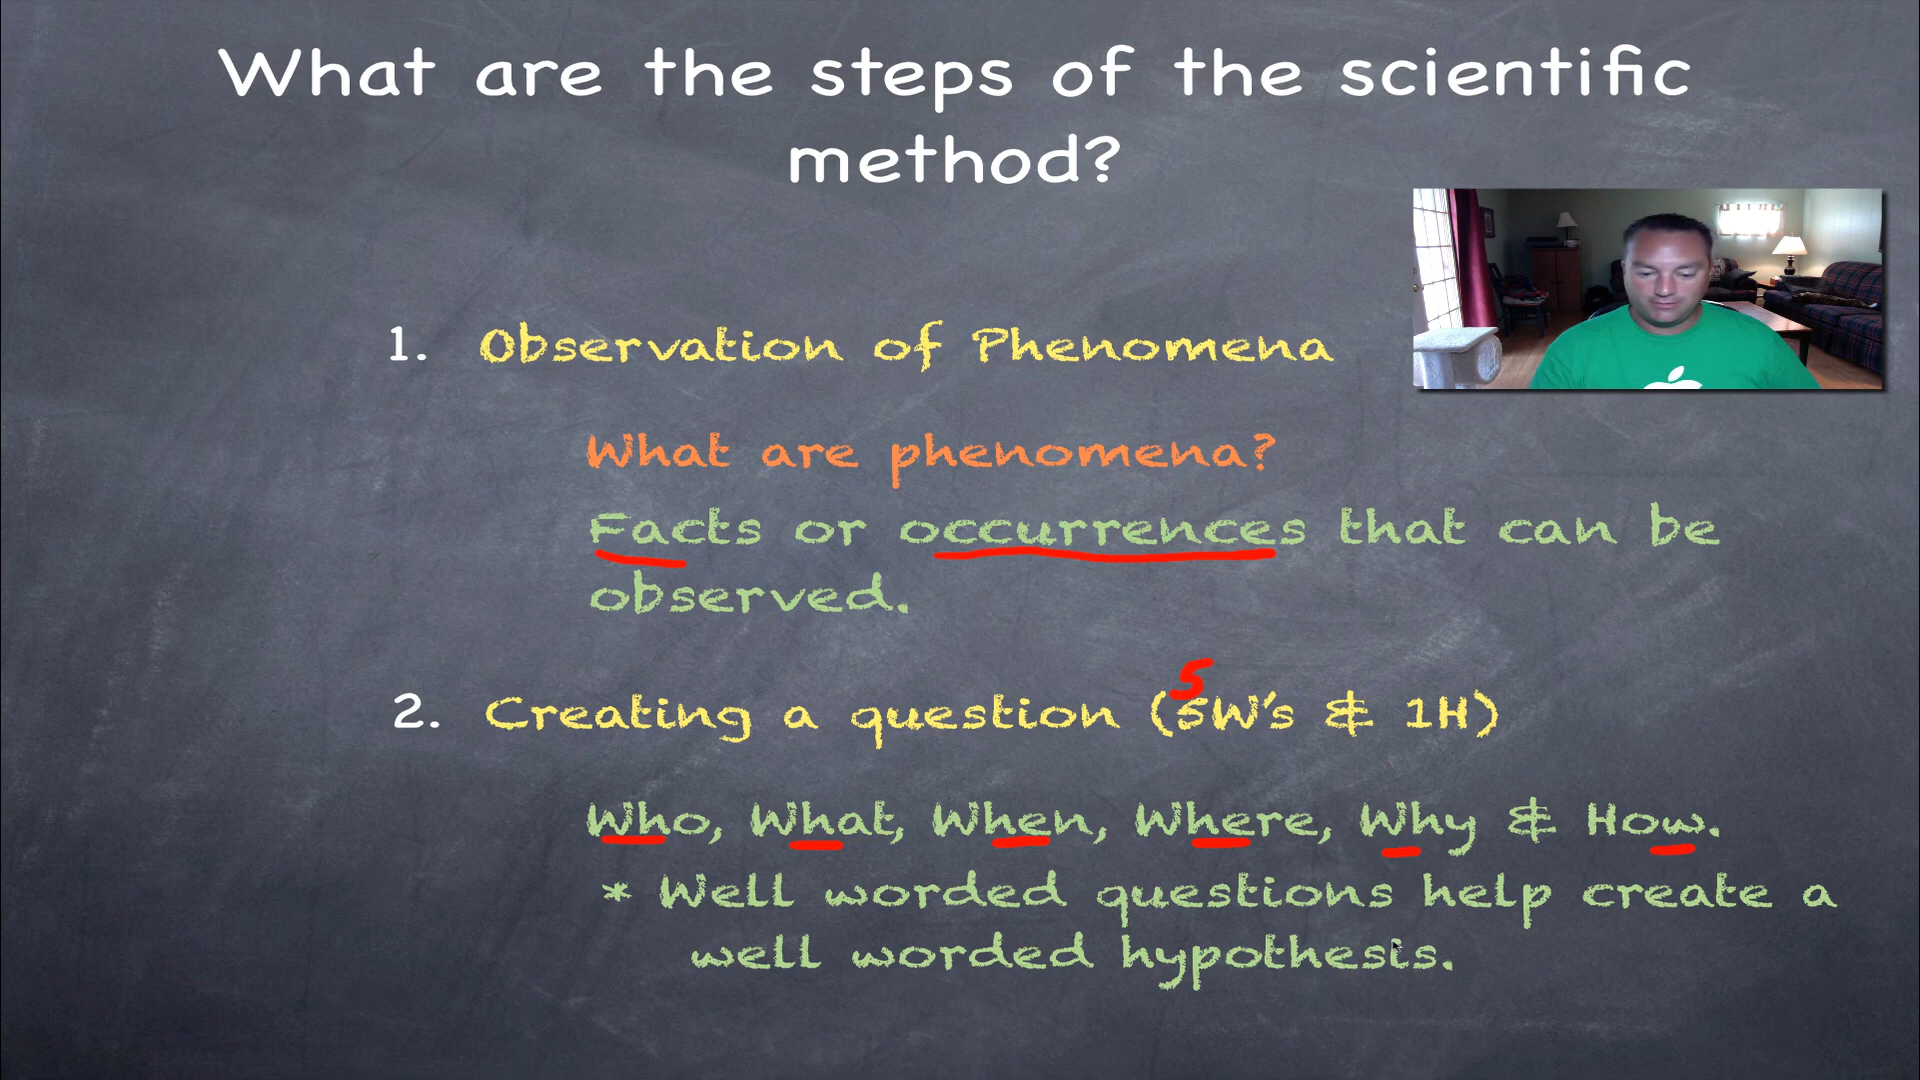 What are the steps of the scientific
method?
1. Observation of Phenomena
What are phenomena?
Facts or occurrences that can be
observed.
5
2. Creating a question (5W's & 1H)
Who, What, When, Where, Why & How.
* Well worded questions help create a
well worded hypothesis.